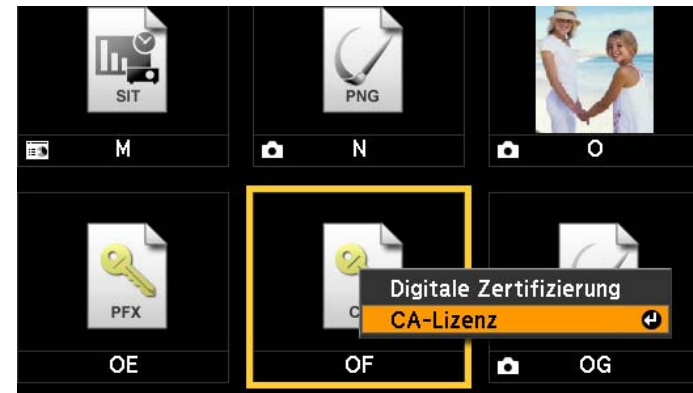 SIT
PNG
M
N
O
PFX
Digitale Zertifizierung
CA-Lizenz
OE
OF
OG